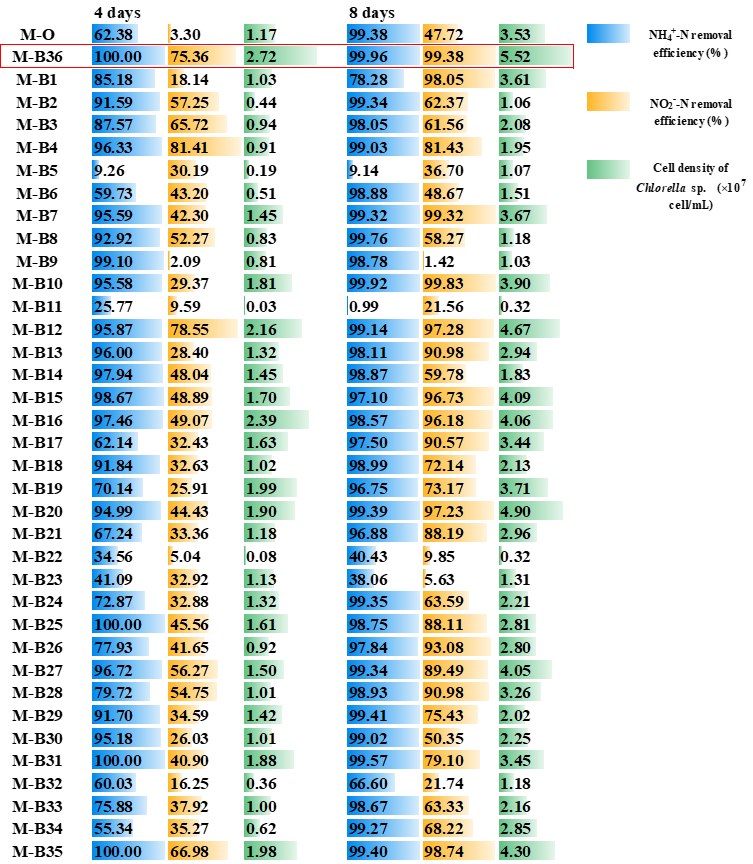 4 days 8 days
M-O 62.38 3.30 1.17 99.38 47.72 3.53
M-B36 100.00 75.36 2.72 99.96 99.38 5.52
M-B1 85.18 18.14 1.03 78.28 98.05 3.61
M-B2 91.59 57.25 0.44 99.34 62.37 1.06
M-B3 87.57 65.72 0.94 98.05 61.56 2.08
M-B4 96.33 81.41 0.91 99.03 81.43 1.95
M-B5 9.26 30.19 0.19 9.14 36.70 1.07
M-B6 59.73 43.20 0.51 98.88 48.67 1.51
M-B7 95.59 42.30 1.45 99.32 99.32 3.67
M-B8 92.92 52.27 0.83 99.76 58.27 1.18
M-B9 99.10 2.09 0.81 98.78 1.42 1.03
M-B10 95.58 29.37 1.81 99.92 99.83 3.90
M-B11 25.77 9.59 0.03 0.99 21.56 0.32
M-B12 95.87 78.55 2.16 99.14 97.28 4.67
M-B13 96.00 28.40 1.32 98.11 90.98 2.94
M-B14 97.94 48.04 1.45 98.87 59.78 1.83
M-B15 98.67 48.89 1.70 97.10 96.73 4.09
M-B16 97.46 49.07 2.39 98.57 96.18 4.06
M-B17 62.14 32.43 1.63 97.50 90.57 3.44
M-B18 91.84 32.63 1.02 98.99 72.14 2.13
M-B19 70.14 25.91 1.99 96.75 73.17 3.71
M-B20 94.99 44.43 1.90 99.39 97.23 4.90
M-B21 67.24 33.36 1.18 96.88 88.19 2.96
M-B22 34.56 5.04 0.08 40.43 9.85 0.32
M-B23 41.09 32.92 1.13 38.06 5.63 1.31
M-B24 72.87 32.88 1.32 99.35 63.59 2.21
M-B25 100.00 45.56 1.61 98.75 88.11 2.81
M-B26 77.93 41.65 0.92 97.84 93.08 2.80
M-B27 96.72 56.27 1.50 99.34 89.49 4.05
M-B28 79.72 54.75 1.01 98.93 90.98 3.26
M-B29 91.70 34.59 1.42 99.41 75.43 2.02
M-B30 95.18 26.03 1.01 99.02 50.35 2.25
M-B31 100.00 40.90 1.88 99.57 79.10 3.45
M-B32 60.03 16.25 0.36 66.60 21.74 1.18
M-B33 75.88 37.92 1.00 98.67 63.33 2.16
M-B34 55.34 35.27 0.62 99.27 68.22 2.85
M-B35 100.00 66.98 1.98 99.40 98.74 4.30
NH₄⁺-N removal
efficiency (%)
NO₂⁻-N removal
efficiency (%)
Cell density of
Chlorella sp. (×10⁷
cell/mL)